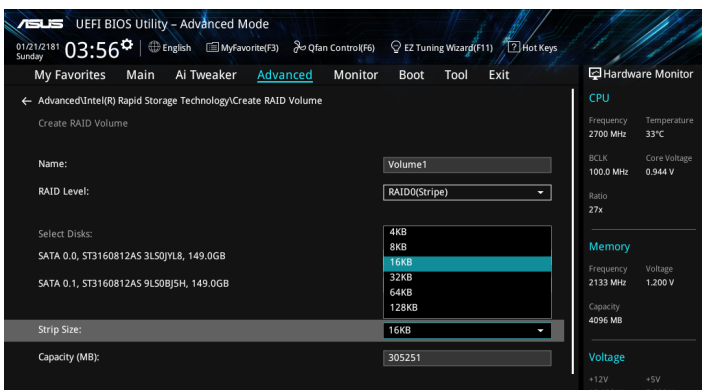 ASUS UEFI BIOS Utility – Advanced Mode
01/21/2181 Sunday 03:56 English MyFavorite(F3) Qfan Control(F6) EZ Tuning Wizard(F11) ? Hot Keys
My Favorites Main Ai Tweaker Advanced Monitor Boot Tool Exit
Advanced\Intel(R) Rapid Storage Technology\Create RAID Volume
Create RAID Volume
Name: Volume1
RAID Level: RAID0(Stripe)
Select Disks:
SATA 0.0, ST3160812AS 3LS0JYL8, 149.0GB
SATA 0.1, ST3160812AS 9LS0BJ5H, 149.0GB
4KB
8KB
16KB
32KB
64KB
128KB
Strip Size: 16KB
Capacity (MB): 305251
Hardware Monitor
CPU
Frequency Temperature
2700 MHz 33°C
BCLK Core Voltage
100.0 MHz 0.944 V
Ratio
27x
Memory
Frequency Voltage
2133 MHz 1.200 V
Capacity
4096 MB
Voltage
+12V +5V